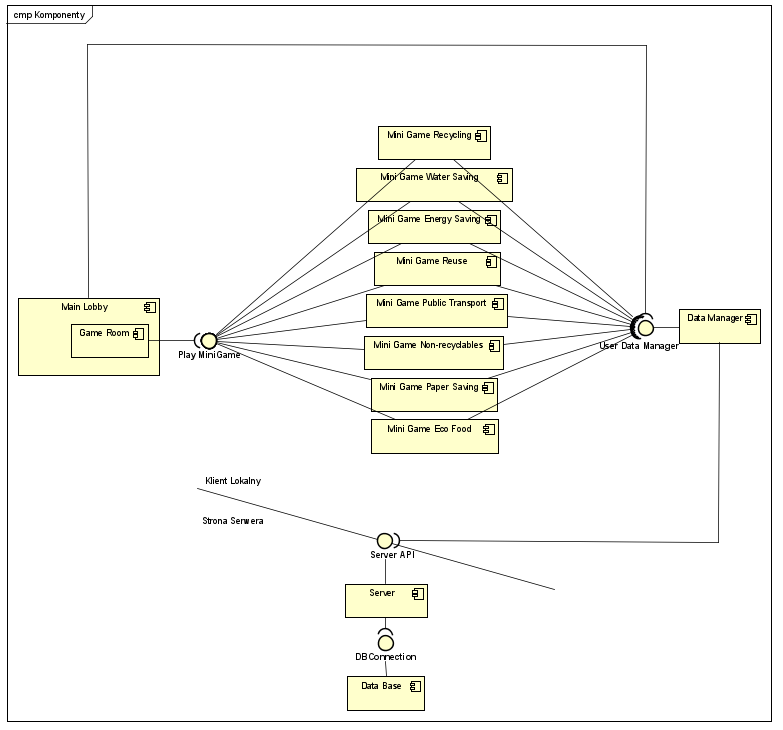 cmp Komponenty
Mini Game Recycling
Mini Game Water Saving
Mini Game Energy Saving
Mini Game Reuse
Main Lobby
Mini Game Public Transport
Data Manager
Game Room
User Data Manager
Mini Game Non-recyclables
Play MiniGame
Mini Game Paper Saving
Mini Game Eco Food
Klient Lokalny
Strona Serwera
Server API
Server
DBConnection
Data Base